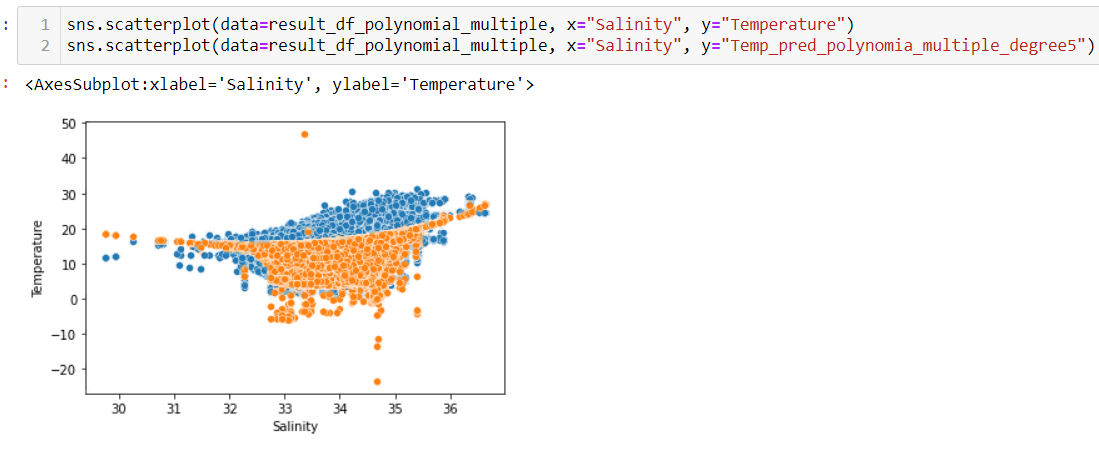 :
1 sns.scatterplot(data=result_df_polynomial_multiple, x="Salinity", y="Temperature")
2 sns.scatterplot(data=result_df_polynomial_multiple, x="Salinity", y="Temp_pred_polynomia_multiple_degree5")
: <AxesSubplot:xlabel='Salinity', ylabel='Temperature'>
50
40
30
20
10
0
−10
−20
Temperature
30 31 32 33 34 35 36
Salinity